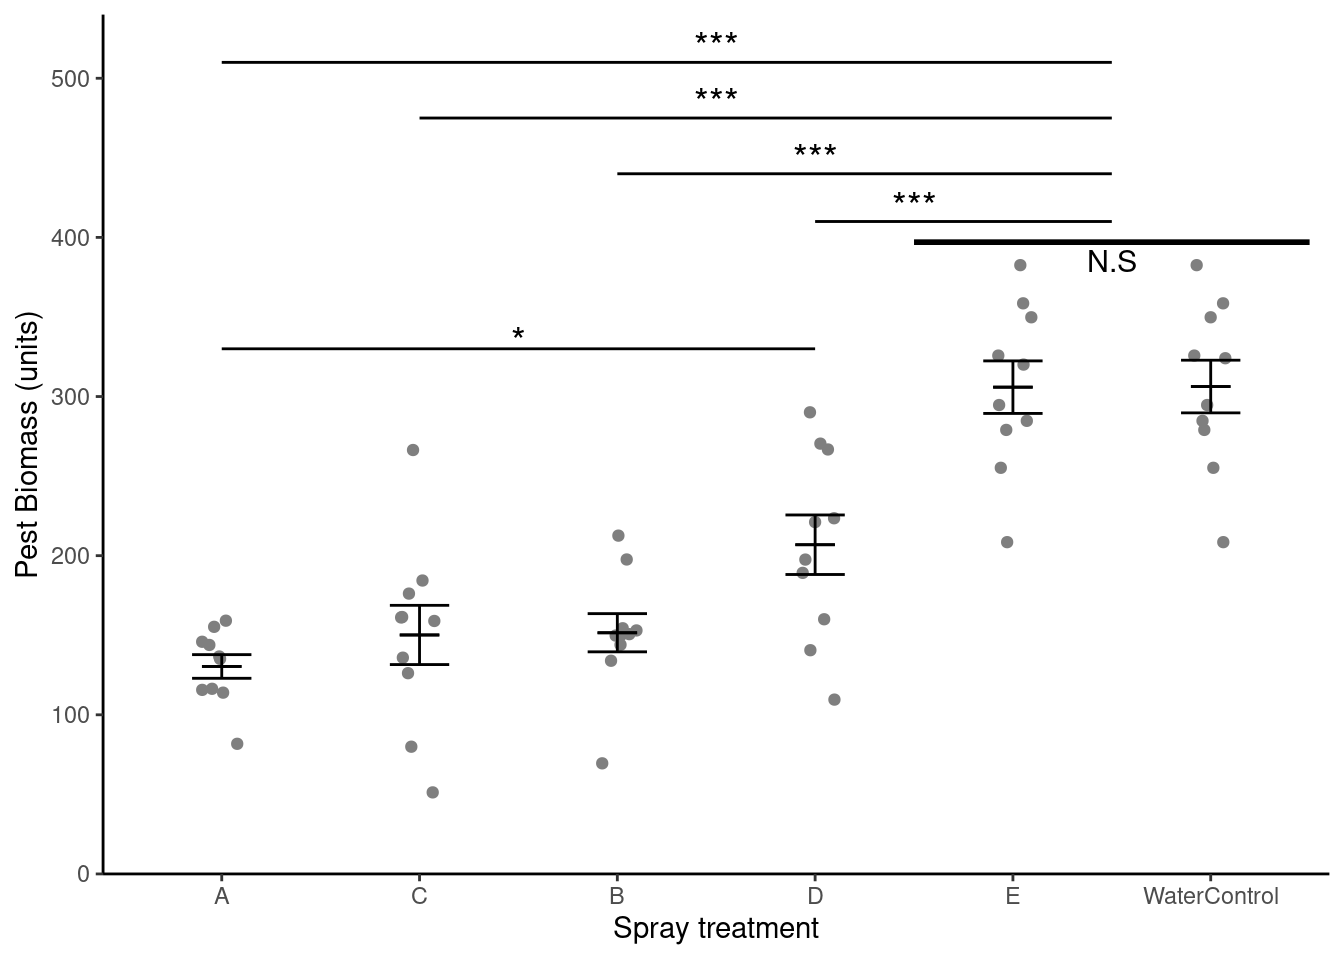 ***
500
***
***
***
400
N.S
*
300
200
100
0
A C B D E WaterControl
Spray treatment
Pest Biomass (units)